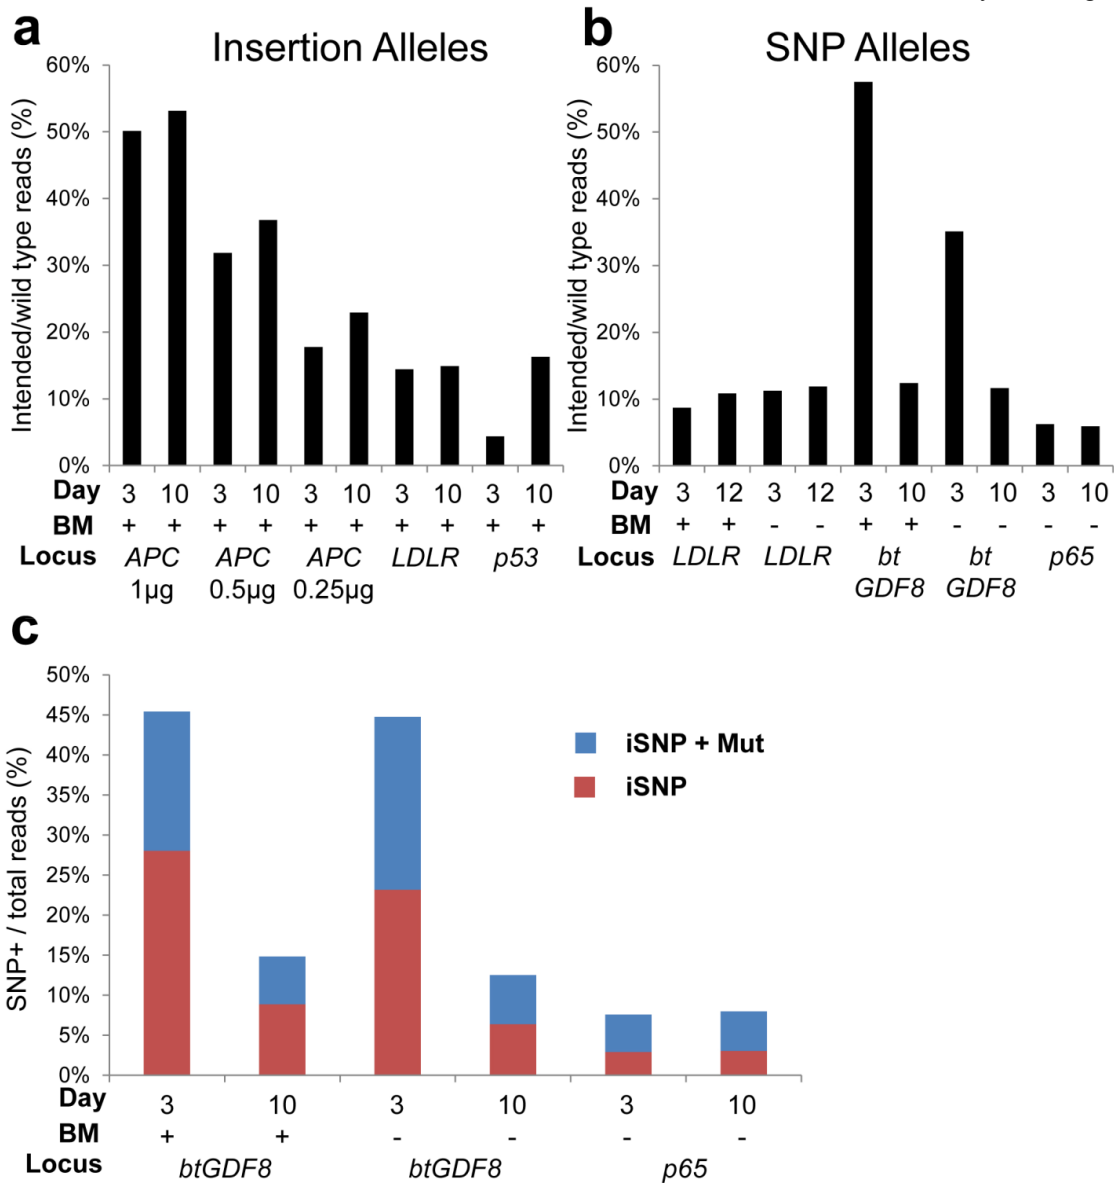 a
Insertion Alleles
Intended/wild type reads (%)
60%
50%
40%
30%
20%
10%
0%
Day 3 10 3 10 3 10 3 10 3 10
BM + + + + + + + + + +
Locus APC APC APC LDLR p53
1µg 0.5µg 0.25µg
b
SNP Alleles
Intended/wild type reads (%)
60%
50%
40%
30%
20%
10%
0%
Day 3 12 3 12 3 10 3 10 3 10
BM + + - - + + - - - -
Locus LDLR LDLR bt bt p65
GDF8 GDF8
c
SNP+ / total reads (%)
50%
45%
40%
35%
30%
25%
20%
15%
10%
5%
0%
iSNP + Mut
iSNP
Day 3 10 3 10 3 10
BM + + - - - -
Locus btGDF8 btGDF8 p65